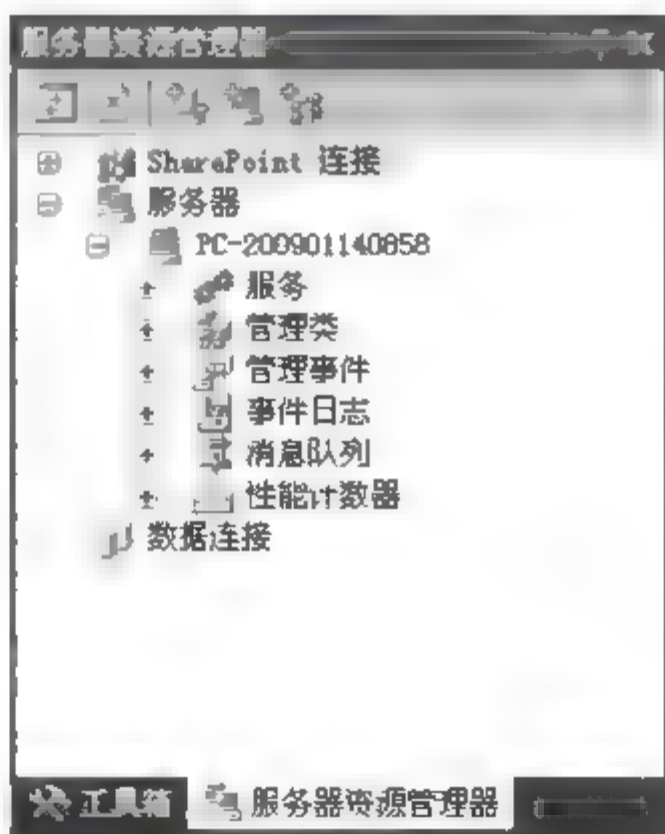 服务器资源管理器
SharePoint 连接
服务器
PC-200901140858
服务
管理类
管理事件
事件日志
消息队列
性能计数器
数据连接
工具箱 服务器资源管理器